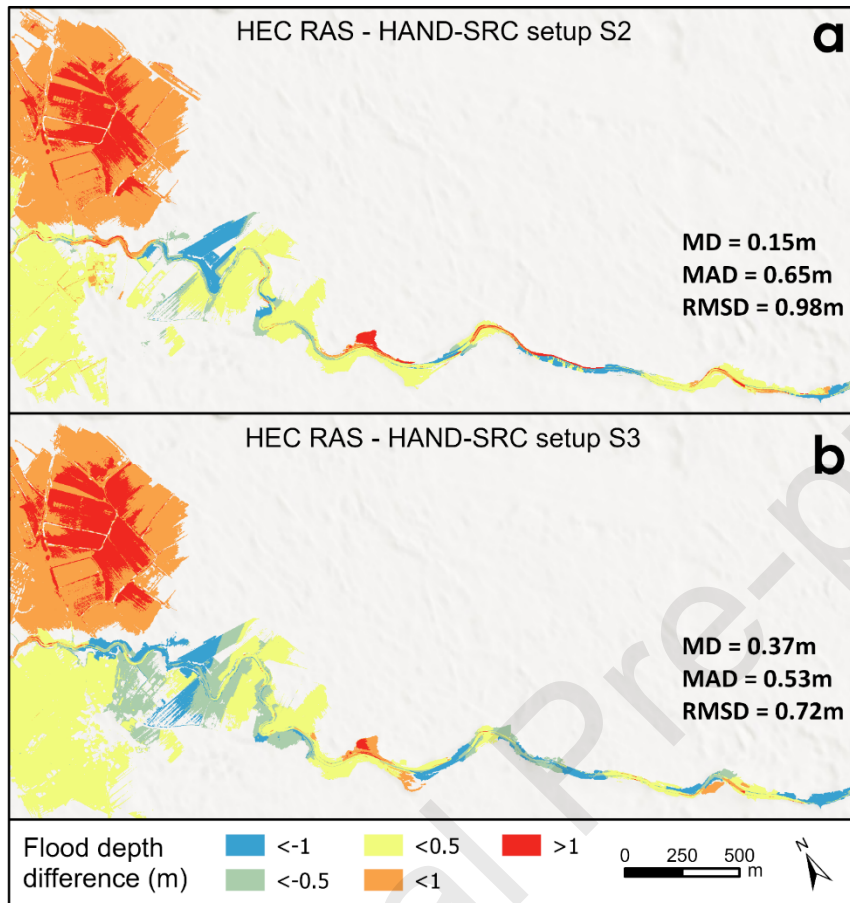 HEC RAS - HAND-SRC setup S2
a
MD = 0.15m
MAD = 0.65m
RMSD = 0.98m
HEC RAS - HAND-SRC setup S3
b
MD = 0.37m
MAD = 0.53m
RMSD = 0.72m
Flood depth
difference (m)
<-1
<-0.5
<0.5
<1
>1
0 250 500
m
N
al Pre-p